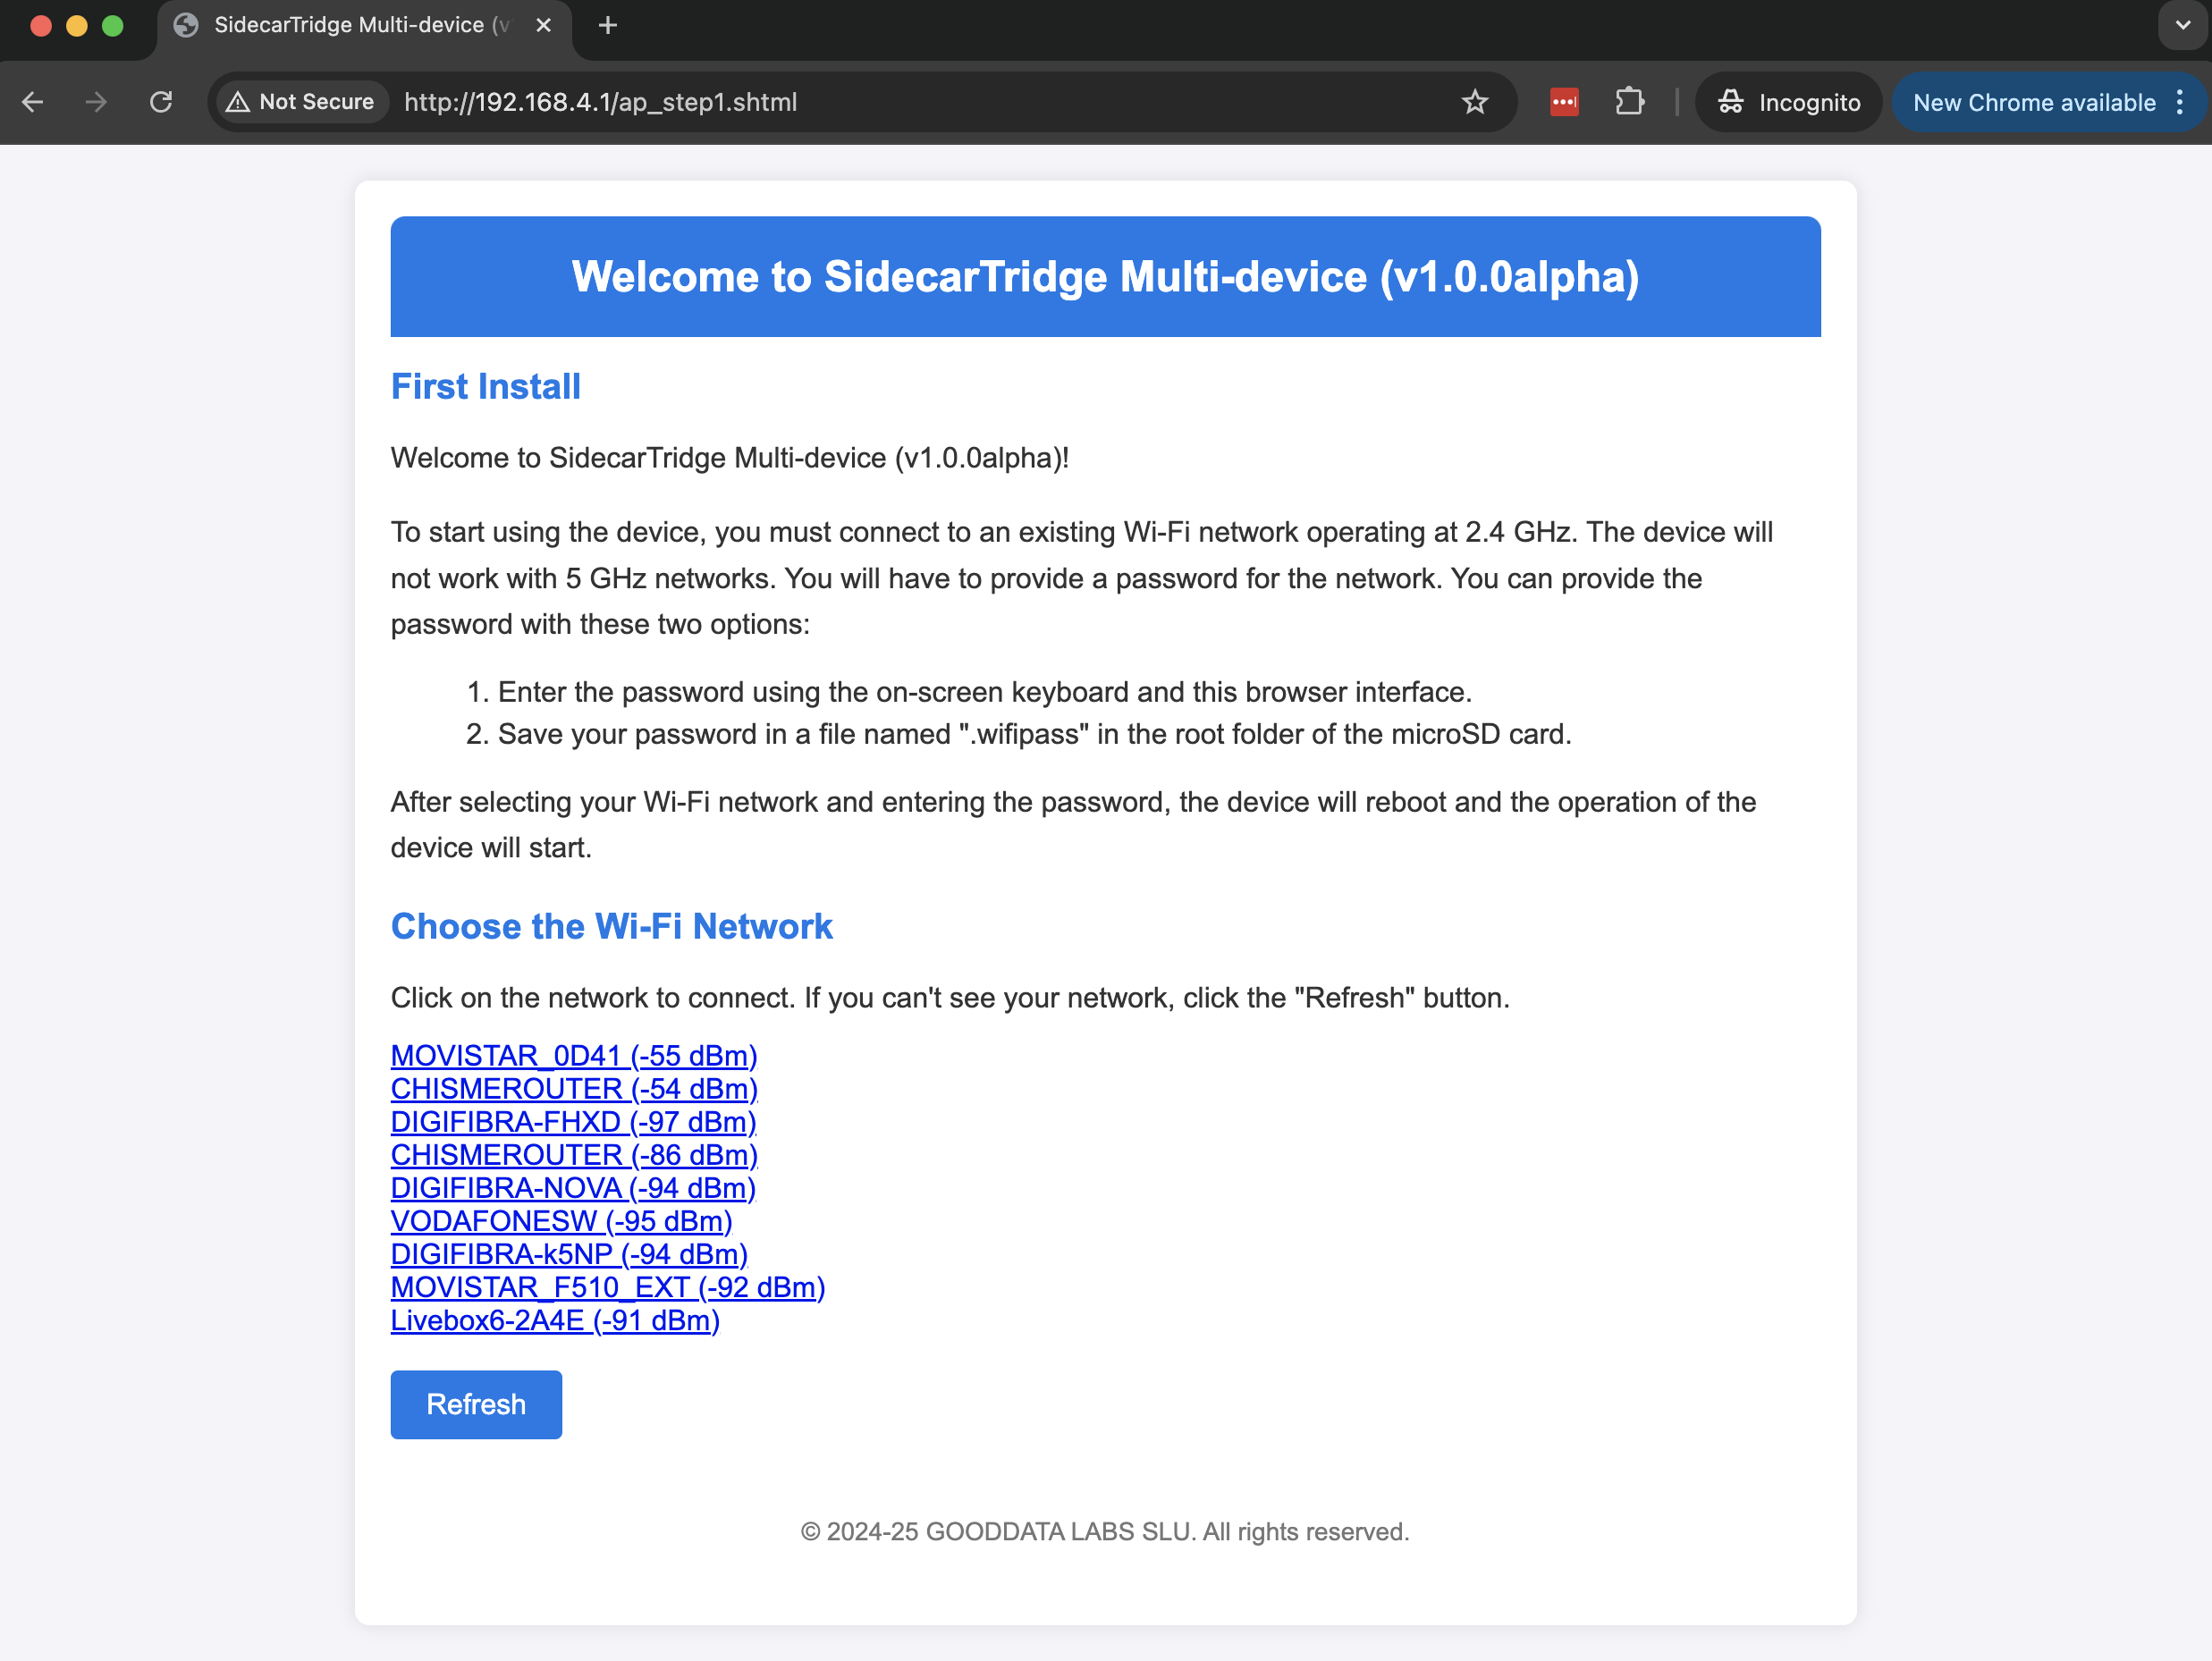 SidecarTridge Multi-device (v
Not Secure
http://192.168.4.1/ap_step1.shtml
Incognito
New Chrome available
Welcome to SidecarTridge Multi-device (v1.0.0alpha)
First Install
Welcome to SidecarTridge Multi-device (v1.0.0alpha)!
To start using the device, you must connect to an existing Wi-Fi network operating at 2.4 GHz. The device will
not work with 5 GHz networks. You will have to provide a password for the network. You can provide the
password with these two options:
1. Enter the password using the on-screen keyboard and this browser interface.
2. Save your password in a file named ".wifipass" in the root folder of the microSD card.
After selecting your Wi-Fi network and entering the password, the device will reboot and the operation of the
device will start.
Choose the Wi-Fi Network
Click on the network to connect. If you can't see your network, click the "Refresh" button.
MOVISTAR_0D41 (-55 dBm)
CHISMEROUTER (-54 dBm)
DIGIFIBRA-FHXD (-97 dBm)
CHISMEROUTER (-86 dBm)
DIGIFIBRA-NOVA (-94 dBm)
VODAFONESW (-95 dBm)
DIGIFIBRA-k5NP (-94 dBm)
MOVISTAR_F510_EXT (-92 dBm)
Livebox6-2A4E (-91 dBm)
Refresh
© 2024-25 GOODDATA LABS SLU. All rights reserved.